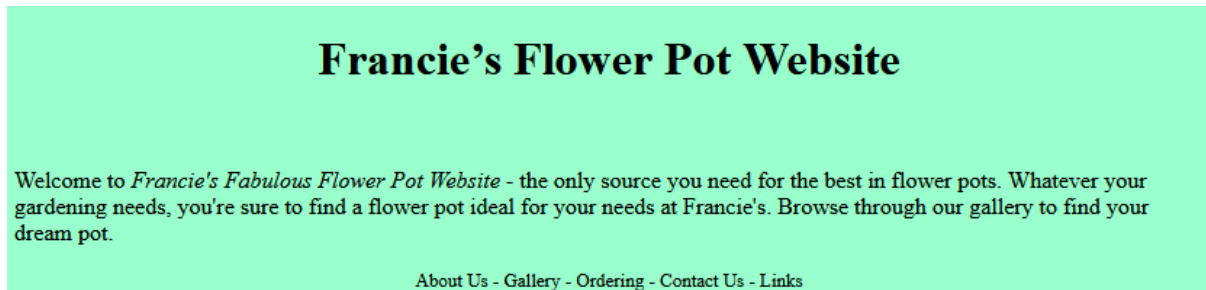 Francie’s Flower Pot Website
Welcome to Francie's Fabulous Flower Pot Website - the only source you need for the best in flower pots. Whatever your
gardening needs, you're sure to find a flower pot ideal for your needs at Francie's. Browse through our gallery to find your
dream pot.
About Us - Gallery - Ordering - Contact Us - Links